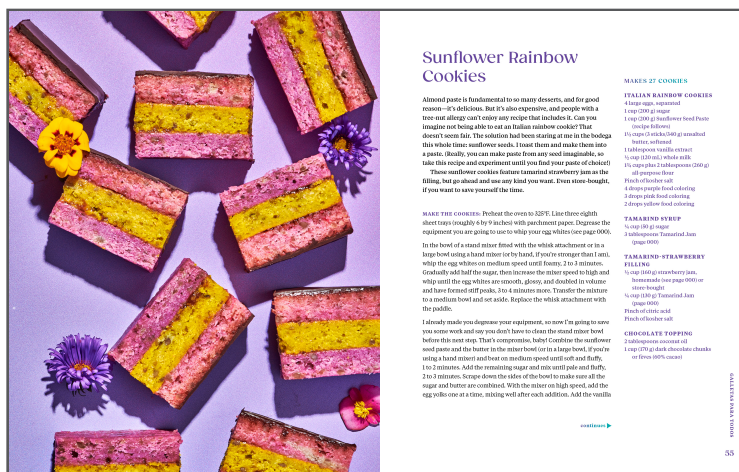 Sunflower Rainbow
Cookies
Almond paste is fundamental to so many desserts, and for good
reason—it's delicious. But it's also expensive, and people with a
tree-nut allergy can't enjoy any recipe that includes it. Can you
imagine not being able to eat an Italian rainbow cookie? That
doesn't seem fair. The solution had been staring at me in the bodega
this whole time: sunflower seeds. I toast them and make them into
a paste. (Really, you can make paste from any seed imaginable, so
take this recipe and experiment until you find your paste of choice!)
These sunflower cookies feature tamarind strawberry jam as the
filling, but go ahead and use any kind you want. Even store-bought,
if you want to save yourself the time.
MAKE THE COOKIES: Preheat the oven to 325°F. Line three eighth
sheet trays (roughly 6 by 9 inches) with parchment paper. Degrease the
equipment you are going to use to whip your egg whites (see page 000).
In the bowl of a stand mixer fitted with the whisk attachment or in a
large bowl using a hand mixer (or by hand, if you're stronger than I am),
whip the egg whites on medium speed until foamy, 2 to 3 minutes.
Gradually add half the sugar, then increase the mixer speed to high and
whip until the egg whites are smooth, glossy, and doubled in volume
and have formed stiff peaks, 3 to 4 minutes more. Transfer the mixture
to a medium bowl and set aside. Replace the whisk attachment with
the paddle.
I already made you degrease your equipment, so now I'm going to save
you some work and say you don't have to clean the stand mixer bowl
before this next step. That's compromise, baby! Combine the sunflower
seed paste and the butter in the mixer bowl (or in a large bowl, if you're
using a hand mixer) and beat on medium speed until soft and fluffy,
1 to 2 minutes. Add the remaining sugar and mix until pale and fluffy,
2 to 3 minutes. Scrape down the sides of the bowl to make sure all the
sugar and butter are combined. With the mixer on high speed, add the
egg yolks one at a time, mixing well after each addition. Add the vanilla
continues
MAKES 27 COOKIES
ITALIAN RAINBOW COOKIES
4 large eggs, separated
1 cup (200 g) sugar
1 cup (200 g) Sunflower Seed Paste
(recipe follows)
1½ cups (3 sticks/340 g) unsalted
butter, softened
1 tablespoon vanilla extract
½ cup (120 mL) whole milk
cups plus 2 tablespoons (260 g)
all-purpose flour
Pinch of kosher salt
4 drops purple food coloring
3 drops pink food coloring
2 drops yellow food coloring
TAMARIND SYRUP
¼ cup (50 g) sugar
2 tablespoons Tamarind Jam
(page 000)
TAMARIND-STRAWBERRY
FILLING
½ cup (160 g) strawberry jam,
homemade (see page 000) or
store-bought
cup (130 g) Tamarind Jam
(page 000)
Pinch of citric acid
Pinch of kosher salt
CHOCOLATE TOPPING
2 tablespoons coconut oil
1 cup (170 g) dark chocolate chunks
or fèves (60% cacao)
GALLETAS PARA TODOS
55